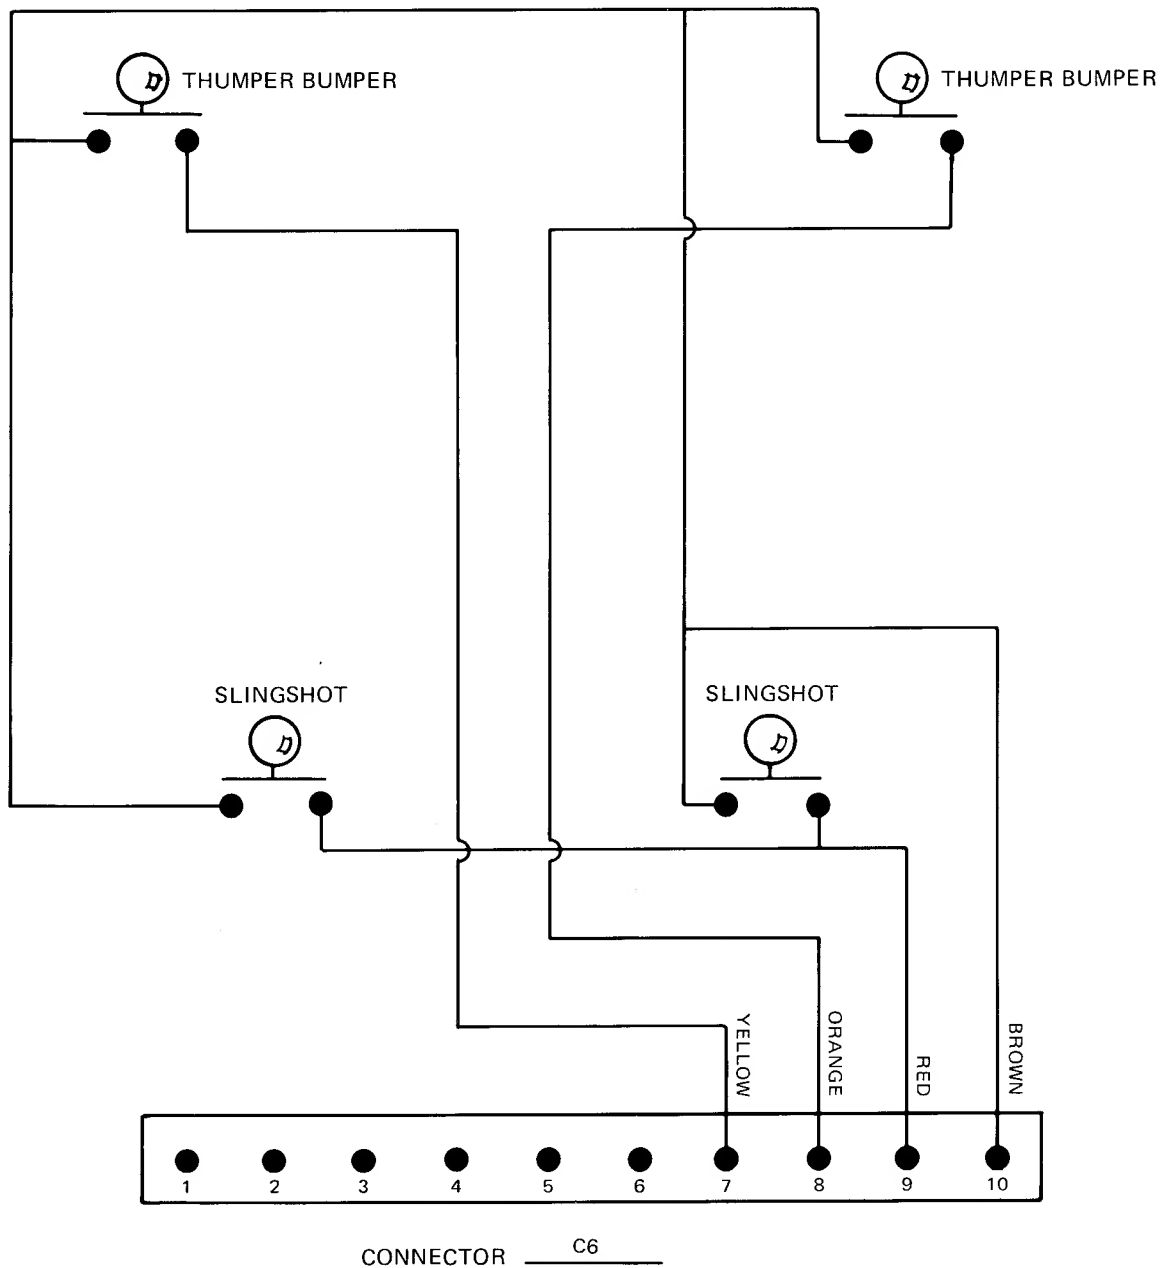 THUMPER BUMPER
THUMPER BUMPER
SLINGSHOT
SLINGSHOT
YELLOW
ORANGE
RED
BROWN
1 2 3 4 5 6 7 8 9 10
CONNECTOR C6